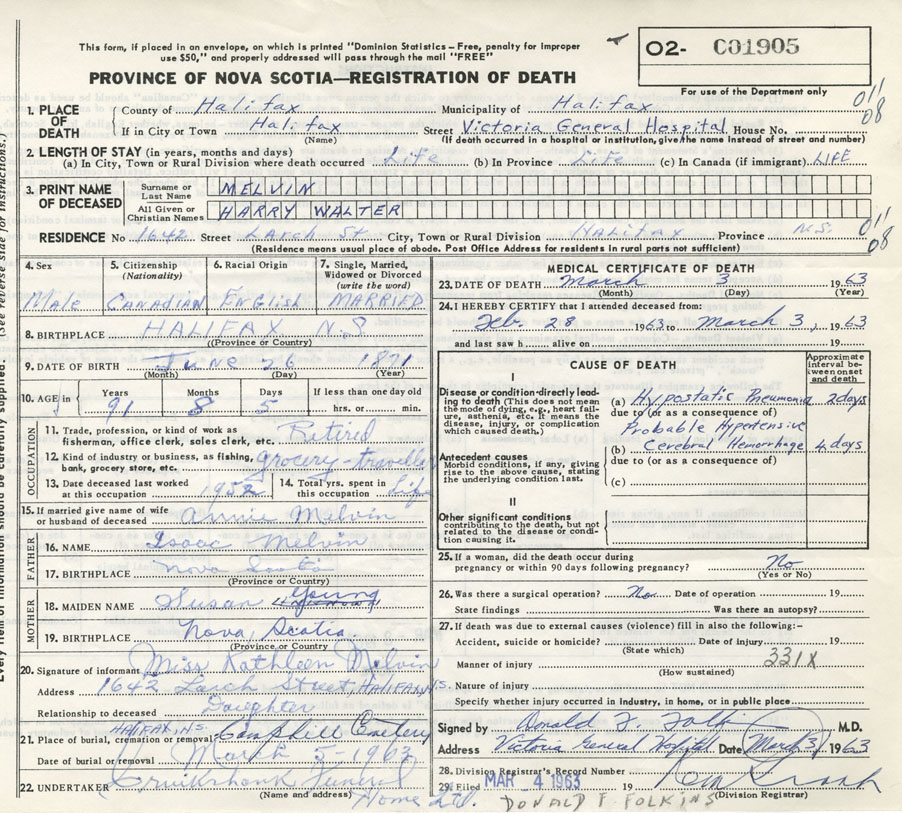 This form, if placed in an envelope, on which is printed "Dominion Statistics – Free, penalty for improper
use $50," and properly addressed will pass through the mail "FREE"
PROVINCE OF NOVA SCOTIA—REGISTRATION OF DEATH
02- C01905
For use of the Department only
011
08
1. PLACE OF DEATH
County of Halifax Municipality of Halifax
If in City or Town Halifax Street Victoria General Hospital House No.
(Name) (If death occurred in a hospital or institution, give the name instead of street and number)
2. LENGTH OF STAY (in years, months and days)
(a) In City, Town or Rural Division where death occurred Life (b) In Province Life (c) In Canada (if immigrant) LIFE
3. PRINT NAME OF DECEASED
Surname or Last Name MELVIN
All Given or Christian Names HARRY WALTER
RESIDENCE No 1642 Street Larch St City, Town or Rural Division Halifax Province N.S.
(Residence means usual place of abode. Post Office Address for residents in rural parts not sufficient)
011
08
4. Sex Male
5. Citizenship (Nationality) CANADIAN
6. Racial Origin English
7. Single, Married, Widowed or Divorced (write the word) MARRIED
8. BIRTHPLACE HALIFAX N.S
(Province or Country)
9. DATE OF BIRTH June 26 1871
(Month) (Day) (Year)
10. AGE in Years Months Days If less than one day old
91 8 5 hrs. or min.
OCCUPATION
11. Trade, profession, or kind of work as
fisherman, office clerk, sales clerk, etc. Retired
12. Kind of industry or business, as fishing,
bank, grocery store, etc. grocery-traveller
13. Date deceased last worked
at this occupation 1952
14. Total yrs. spent in
this occupation Life
15. If married give name of wife
or husband of deceased Annie Melvin
FATHER
16. NAME Isaac Melvin
17. BIRTHPLACE Nova Scotia
(Province or Country)
MOTHER
18. MAIDEN NAME Susan Young
19. BIRTHPLACE Nova Scotia.
(Province or Country)
20. Signature of informant Miss Kathleen Melvin
Address 1642 Larch Street, HALIFAX, N.S.
Relationship to deceased Daughter
21. Place of burial, cremation or removal HALIFAX, N.S. Camp Hill Cemetery
Date of burial or removal March 5 - 1963
22. UNDERTAKER Cruikshank Funeral
(Name and address) Home Ltd.
MEDICAL CERTIFICATE OF DEATH
23. DATE OF DEATH March 3 1963
(Month) (Day) (Year)
24. I HEREBY CERTIFY that I attended deceased from:
Feb. 28 1963 to March 3, 1963
and last saw h alive on 19
CAUSE OF DEATH
Approximate interval between onset and death
I
Disease or condition directly leading to death (This does not mean the mode of dying, e.g., heart failure, asthenia, etc. It means the disease, injury, or complication which caused death.)
(a) Hypostatic Pneumonia 2 days
due to (or as a consequence of)
Probable Hypertensive
(b) Cerebral Hemorrhage 4 days
due to (or as a consequence of)
(c)
Antecedent causes
Morbid conditions, if any, giving rise to the above cause, stating the underlying condition last.
II
Other significant conditions
contributing to the death, but not related to the disease or condition causing it.
25. If a woman, did the death occur during
pregnancy or within 90 days following pregnancy? No
(Yes or No)
26. Was there a surgical operation? No. Date of operation 19
State findings Was there an autopsy?
27. If death was due to external causes (violence) fill in also the following:–
Accident, suicide or homicide? Date of injury 19
(State which)
Manner of injury 331X
(How sustained)
Nature of injury
Specify whether injury occurred in industry, in home, or in public place
Signed by Donald F. Folkins M.D.
Address Victoria General Hospital Date March 3, 1963
28. Division Registrar's Record Number
29. Filed MAR 4 1963 19
(Division Registrar)
DONALD F FOLKINS
Every item of information should be carefully supplied. (See reverse side for instructions.)